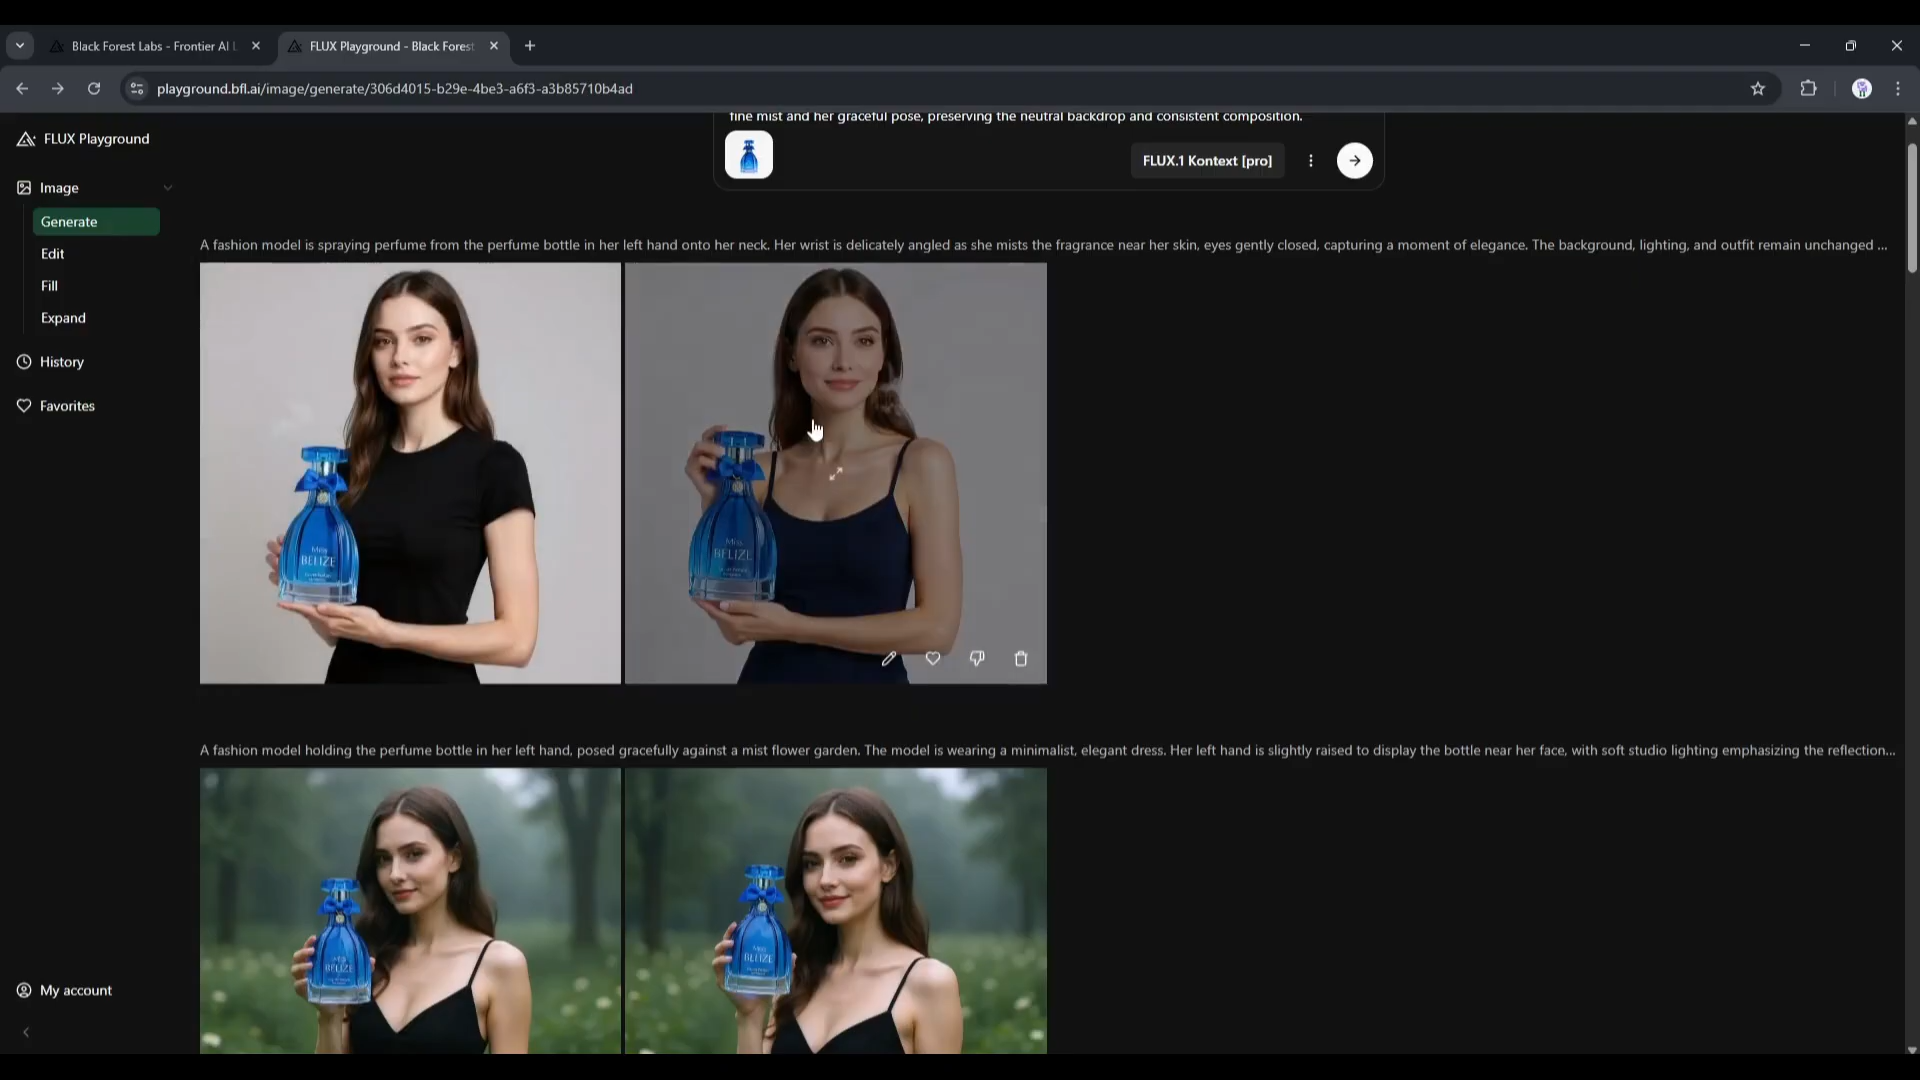 Black Forest Labs - Frontier AI L
FLUX Playground - Black Forest
playground.bfl.ai/image/generate/306d4015-b29e-4be3-a6f3-a3b85710b4ad
FLUX Playground
fine mist and her graceful pose, preserving the neutral backdrop and consistent composition.
FLUX.1 Kontext [pro]
Image
Generate
Edit
Fill
Expand
History
Favorites
A fashion model is spraying perfume from the perfume bottle in her left hand onto her neck. Her wrist is delicately angled as she mists the fragrance near her skin, eyes gently closed, capturing a moment of elegance. The background, lighting, and outfit remain unchanged ...
Miss
BELIZE
Miss
BELIZE
A fashion model holding the perfume bottle in her left hand, posed gracefully against a mist flower garden. The model is wearing a minimalist, elegant dress. Her left hand is slightly raised to display the bottle near her face, with soft studio lighting emphasizing the reflection...
BELIZE
Miss
BELIZE
My account